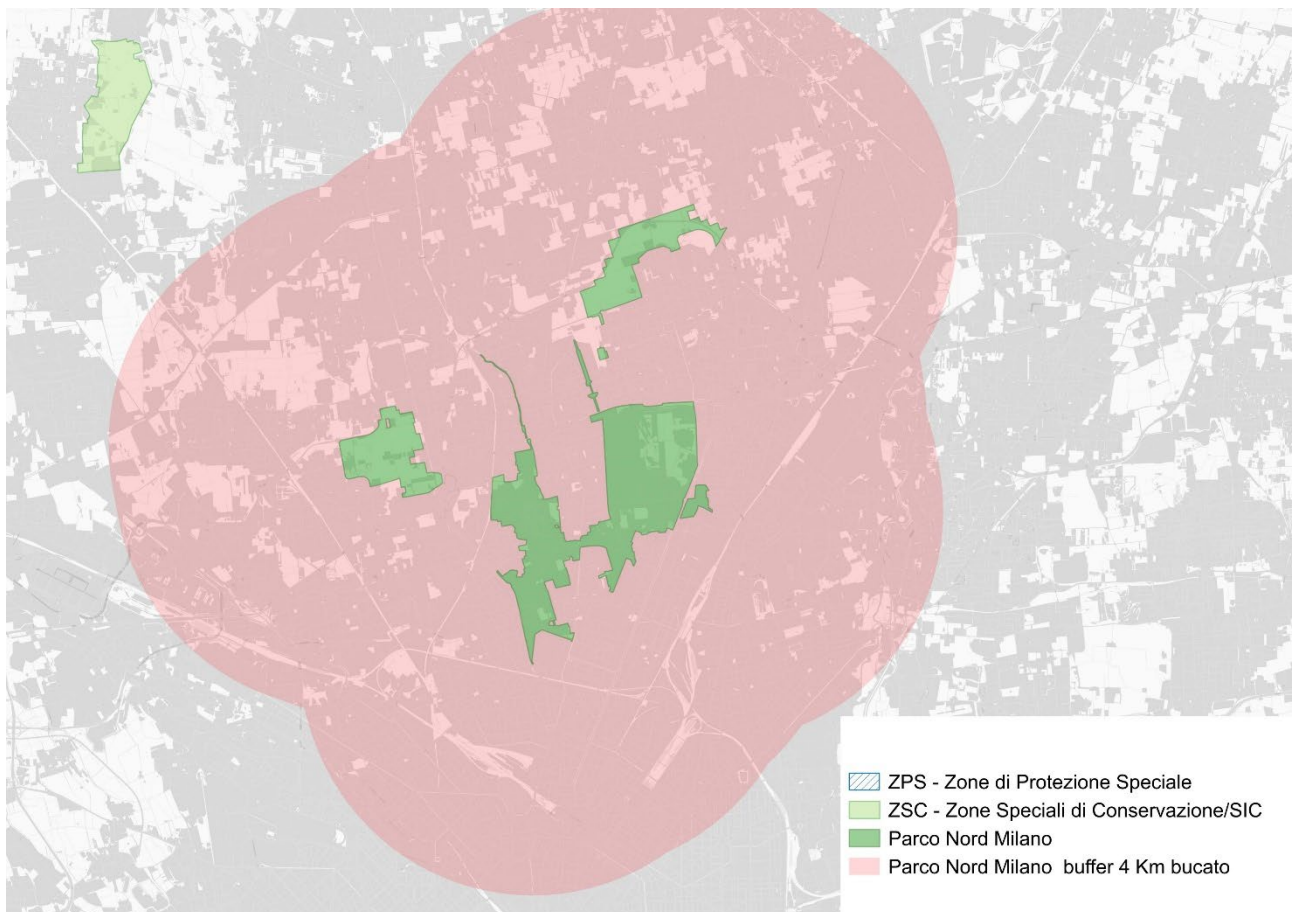 ZPS - Zone di Protezione Speciale
ZSC - Zone Speciali di Conservazione/SIC
Parco Nord Milano
Parco Nord Milano buffer 4 Km bucato